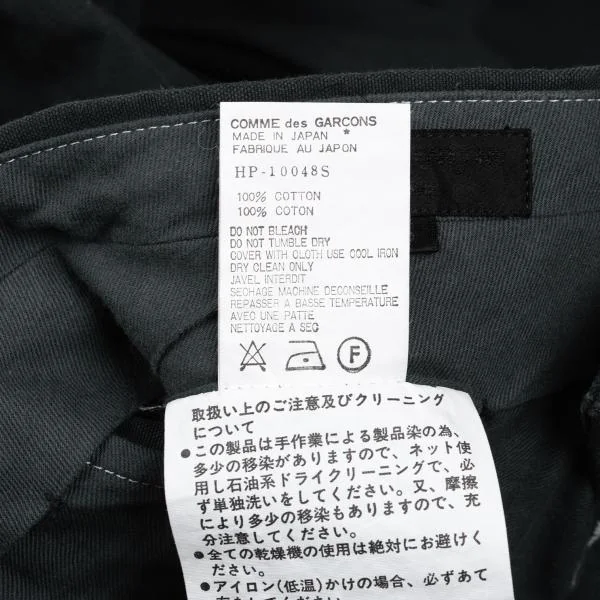 COMME des GARCONS
MADE IN JAPAN *
FABRIQUE AU JAPON
HP-10048S
100% COTTON
100% COTON
DO NOT BLEACH
DO NOT TUMBLE DRY
COVER WITH CLOTH USE COOL IRON
DRY CLEAN ONLY
JAVEL INTERDIT
SECHAGE MACHINE DECONSEILLE
REPASSER A BASSE TEMPERATURE
AVEC UNE PATTE
NETTOYAGE A SEC
F
取扱い上のご注意及びクリーニング
について
●この製品は手作業による製品染の為、
多少の移染がありますので、ネット使
用し石油系ドライクリーニングで、必
ず単独洗いをしてください。又、摩擦
により多少の移染もありますので、充
分注意してください。
●全ての乾燥機の使用は絶対にお避けく
ださい。
●アイロン(低温)かけの場合、必ずあて